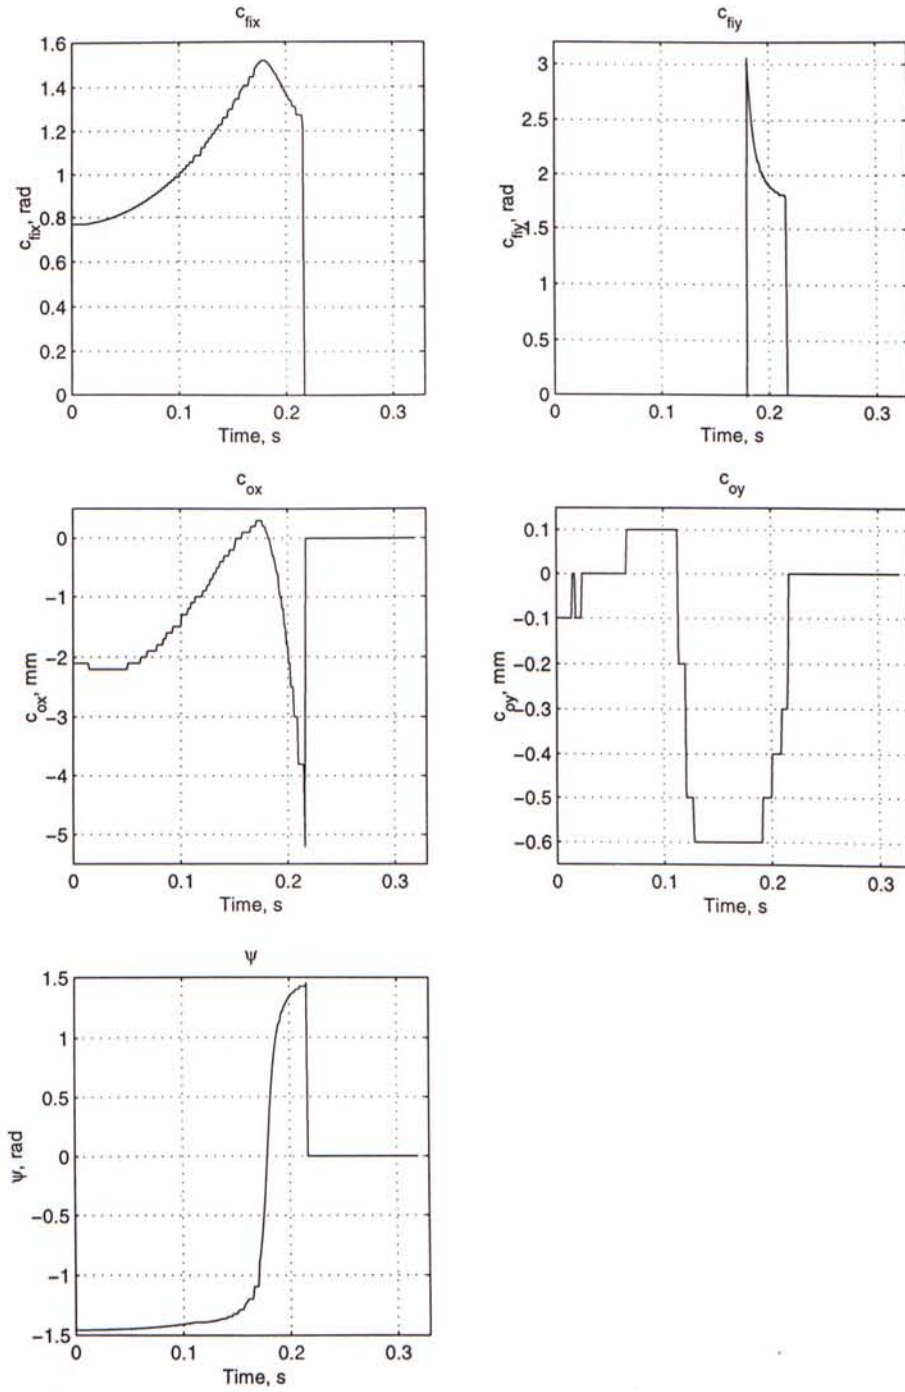 c_fix
1.6
1.4
1.2
1
0.8
0.6
0.4
0.2
0
c_fix, rad
0 0.1 0.2 0.3
Time, s
c_fiy
3
2.5
2
1.5
1
0.5
0
c_fiy, rad
0 0.1 0.2 0.3
Time, s
c_ox
0
−1
−2
−3
−4
−5
c_ox, mm
0 0.1 0.2 0.3
Time, s
c_oy
0.1
0
−0.1
−0.2
−0.3
−0.4
−0.5
−0.6
c_oy, mm
0 0.1 0.2 0.3
Time, s
ψ
1.5
1
0.5
0
−0.5
−1
−1.5
ψ, rad
0 0.1 0.2 0.3
Time, s